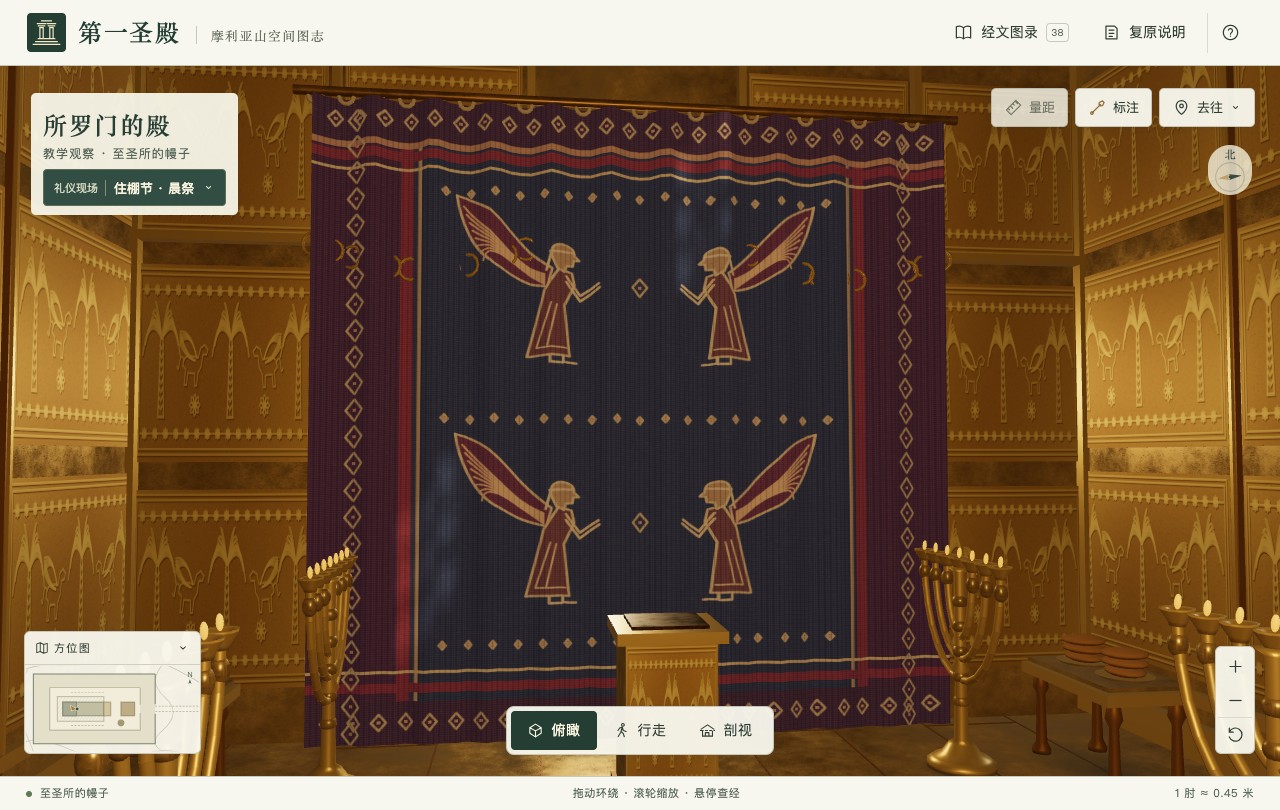 第一圣殿
摩利亚山空间图志
经文图录 38
复原说明
所罗门的殿
教学观察 · 至圣所的幔子
礼仪现场 住棚节 · 晨祭
量距
标注
去往
北
方位图
N
俯瞰
行走
剖视
至圣所的幔子
拖动环绕 · 滚轮缩放 · 悬停查经
1 肘 ≈ 0.45 米